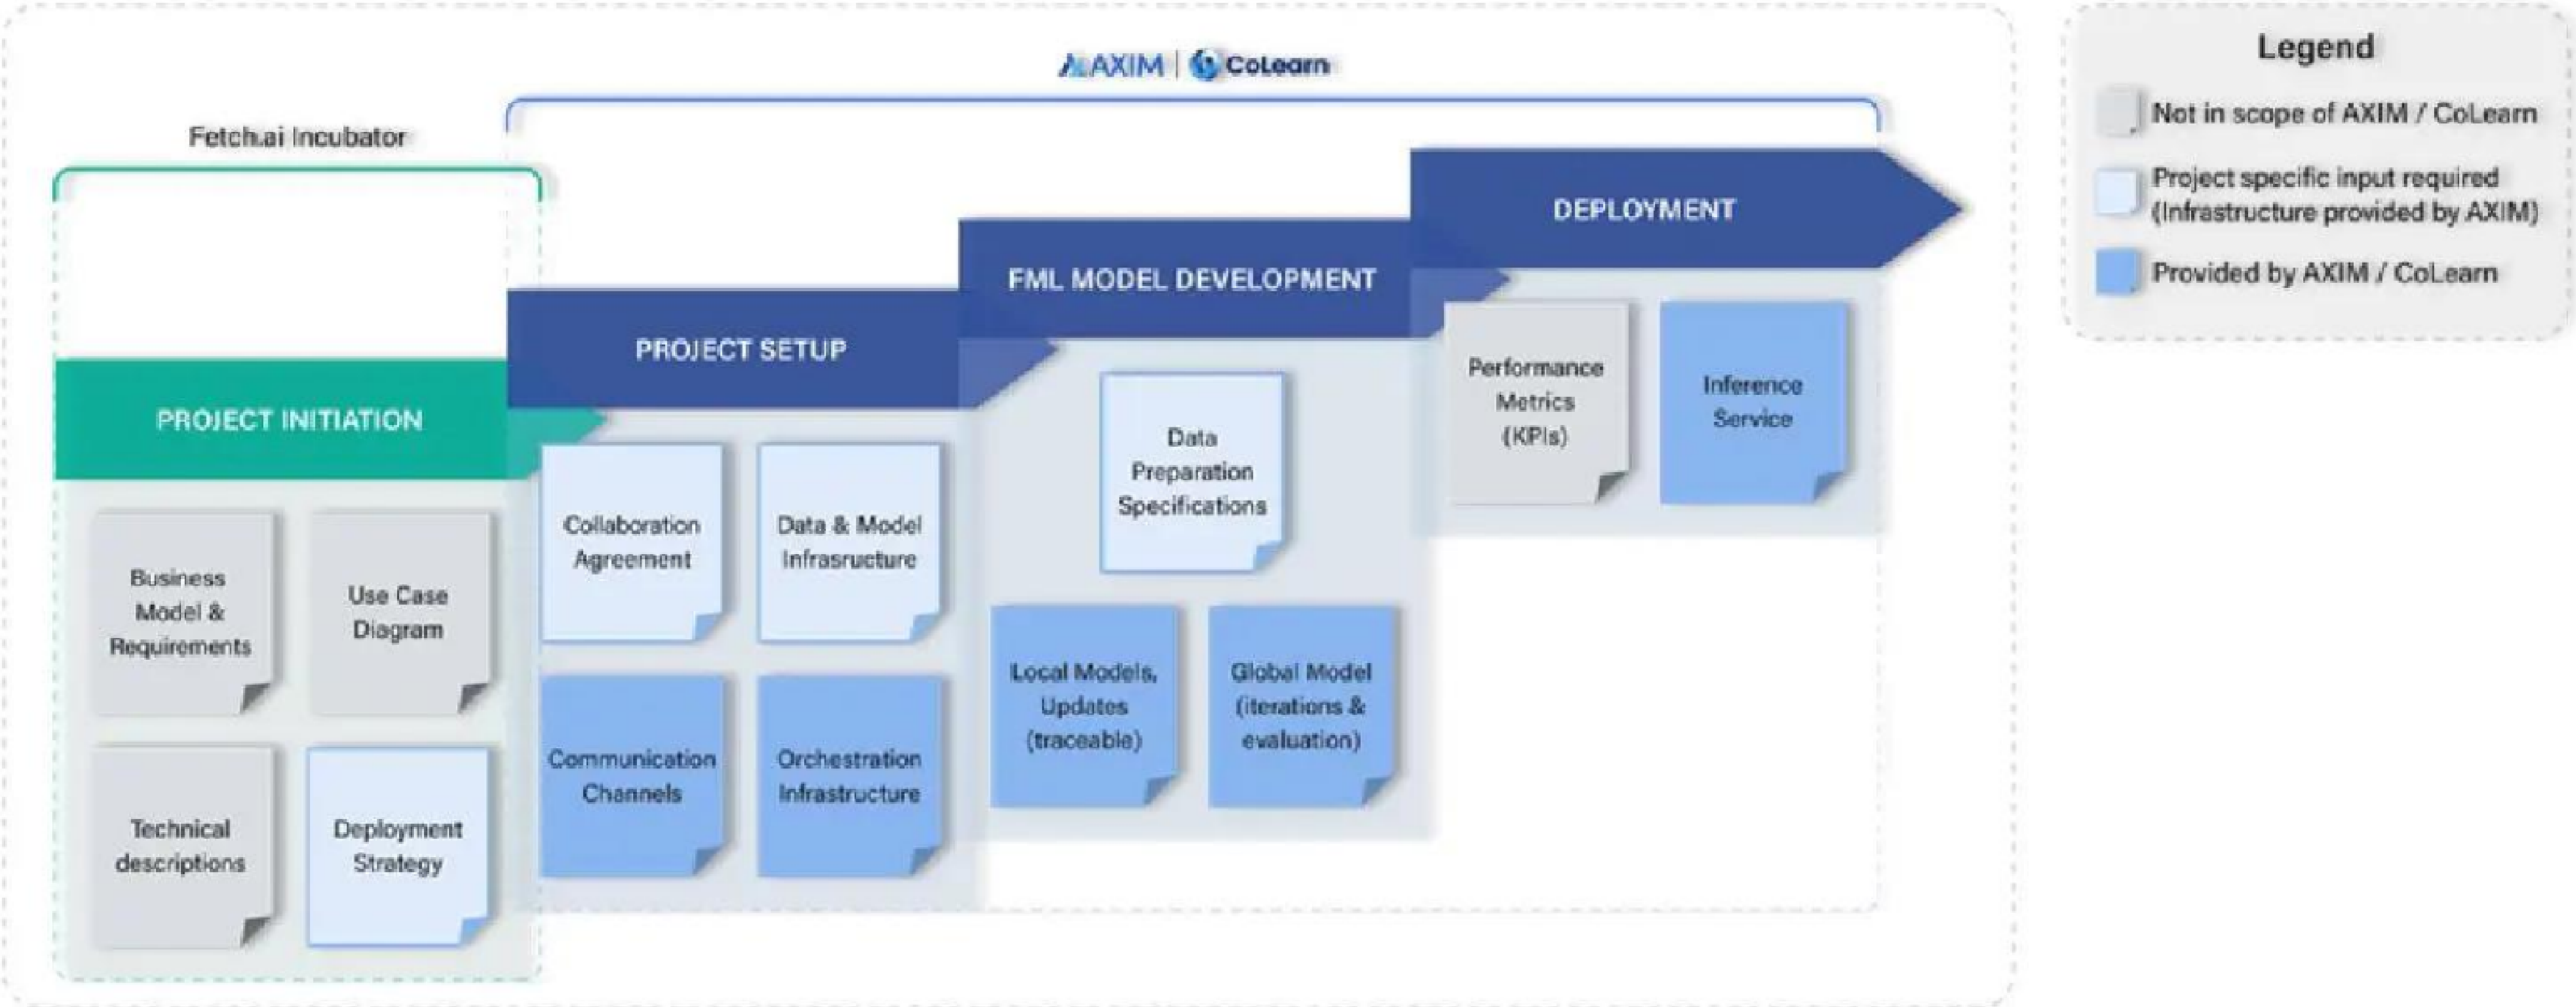 AXIM | CoLearn
Fetch.ai Incubator
PROJECT INITIATION
Business
Model &
Requirements
Use Case
Diagram
Technical
descriptions
Deployment
Strategy
PROJECT SETUP
Collaboration
Agreement
Data & Model
Infrasructure
Communication
Channels
Orchestration
Infrastructure
FML MODEL DEVELOPMENT
Data
Preparation
Specifications
Local Models,
Updates
(traceable)
Global Model
(iterations &
evaluation)
DEPLOYMENT
Performance
Metrics
(KPIs)
Inference
Service
Legend
Not in scope of AXIM / CoLearn
Project specific input required
(Infrastructure provided by AXIM)
Provided by AXIM / CoLearn